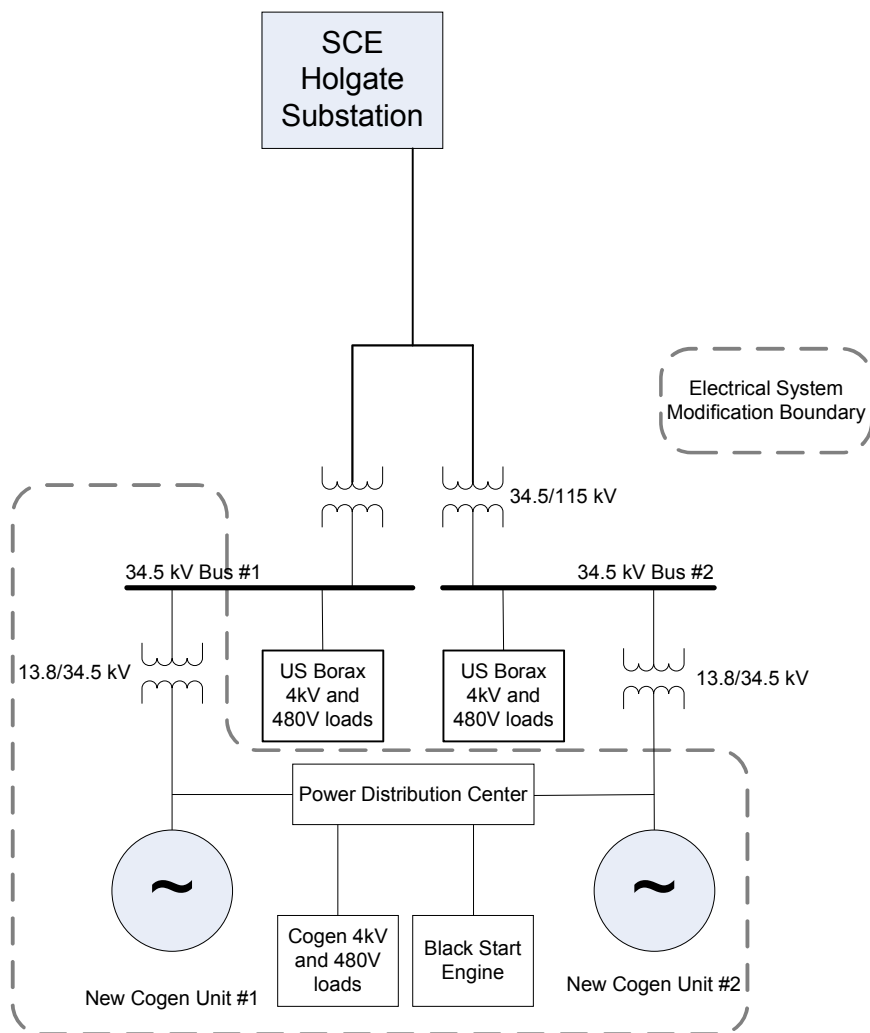 SCE
Holgate
Substation
Electrical System
Modification Boundary
34.5/115 kV
34.5 kV Bus #1
34.5 kV Bus #2
13.8/34.5 kV
US Borax
4kV and
480V loads
US Borax
4kV and
480V loads
13.8/34.5 kV
Power Distribution Center
~
~
Cogen 4kV
and 480V
loads
Black Start
Engine
New Cogen Unit #1
New Cogen Unit #2